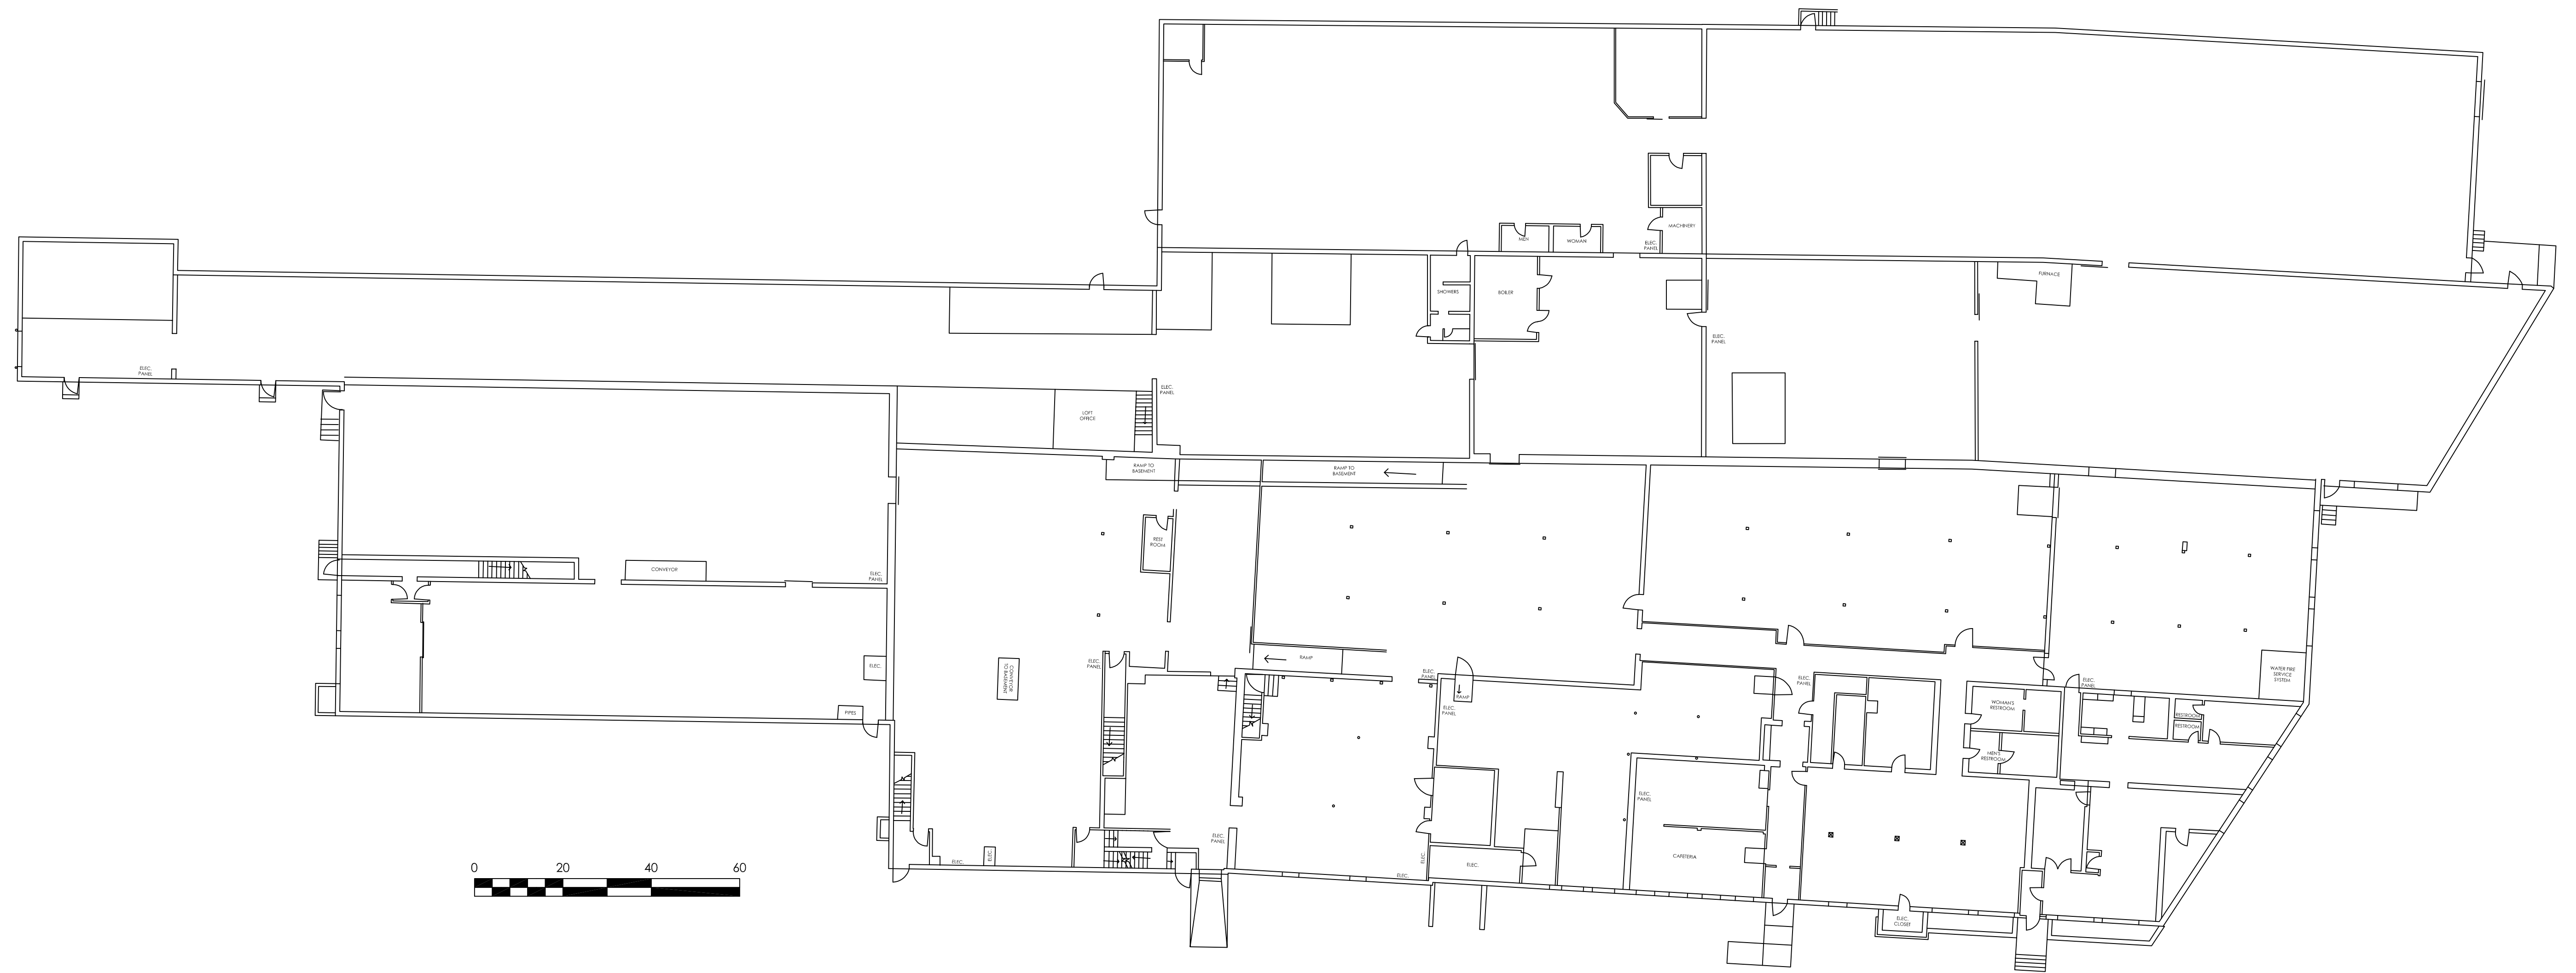 MACHINERY
MEN
WOMAN
ELEC.
PANEL
FURNACE
SHOWERS
BOILER
ELEC.
PANEL
ELEC.
PANEL
ELEC.
PANEL
LOFT
OFFICE
RAMP TO
BASEMENT
RAMP TO
BASEMENT
REST
ROOM
CONVEYOR
ELEC.
PANEL
RAMP
ELEC.
PANEL
ELEC.
CONVEYOR
TO BASEMENT
ELEC.
PANEL
RAMP
ELEC.
PANEL
ELEC.
PANEL
ELEC.
PANEL
WATER FIRE
SERVICE
SYSTEM
WOMAN'S
RESTROOM
RESTROOM
RESTROOM
PIPES
MEN'S
RESTROOM
ELEC.
PANEL
ELEC.
PANEL
CAFETERIA
ELEC.
ELEC.
ELEC.
ELEC.
ELEC.
ELEC.
CLOSET
0 20 40 60